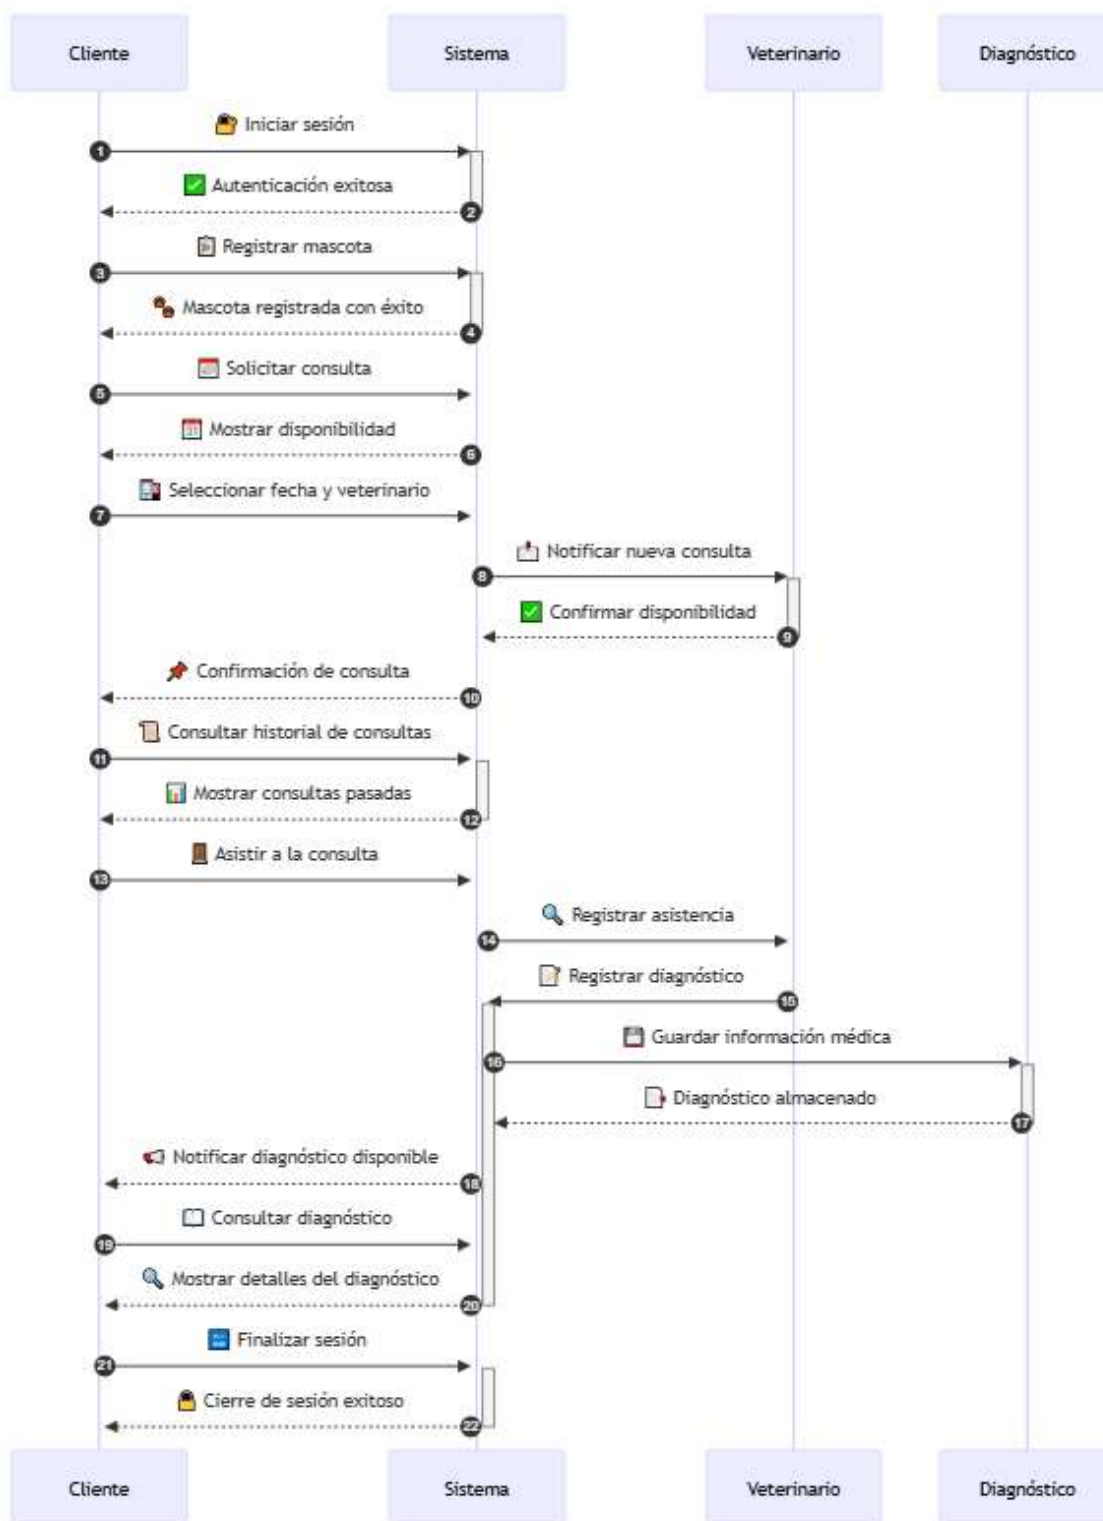 Cliente
Sistema
Veterinario
Diagnóstico
Iniciar sesión
1
Autenticación exitosa
2
Registrar mascota
3
Mascota registrada con éxito
4
Solicitar consulta
5
Mostrar disponibilidad
6
Seleccionar fecha y veterinario
7
Notificar nueva consulta
8
Confirmar disponibilidad
9
Confirmación de consulta
10
Consultar historial de consultas
11
Mostrar consultas pasadas
12
Asistir a la consulta
13
Registrar asistencia
14
Registrar diagnóstico
15
Guardar información médica
16
Diagnóstico almacenado
17
Notificar diagnóstico disponible
18
Consultar diagnóstico
19
Mostrar detalles del diagnóstico
20
Finalizar sesión
21
Cierre de sesión exitoso
22
Cliente
Sistema
Veterinario
Diagnóstico